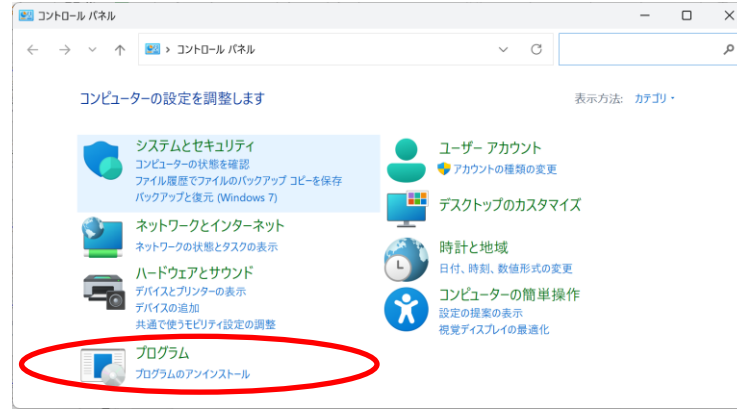 コントロール パネル
コントロール パネル
コンピューターの設定を調整します
表示方法: カテゴリ
システムとセキュリティ
コンピューターの状態を確認
ファイル履歴でファイルのバックアップ コピーを保存
バックアップと復元 (Windows 7)
ネットワークとインターネット
ネットワークの状態とタスクの表示
ハードウェアとサウンド
デバイスとプリンターの表示
デバイスの追加
共通で使うモビリティ設定の調整
プログラム
プログラムのアンインストール
ユーザー アカウント
アカウントの種類の変更
デスクトップのカスタマイズ
時計と地域
日付、時刻、数値形式の変更
コンピューターの簡単操作
設定の提案の表示
視覚ディスプレイの最適化